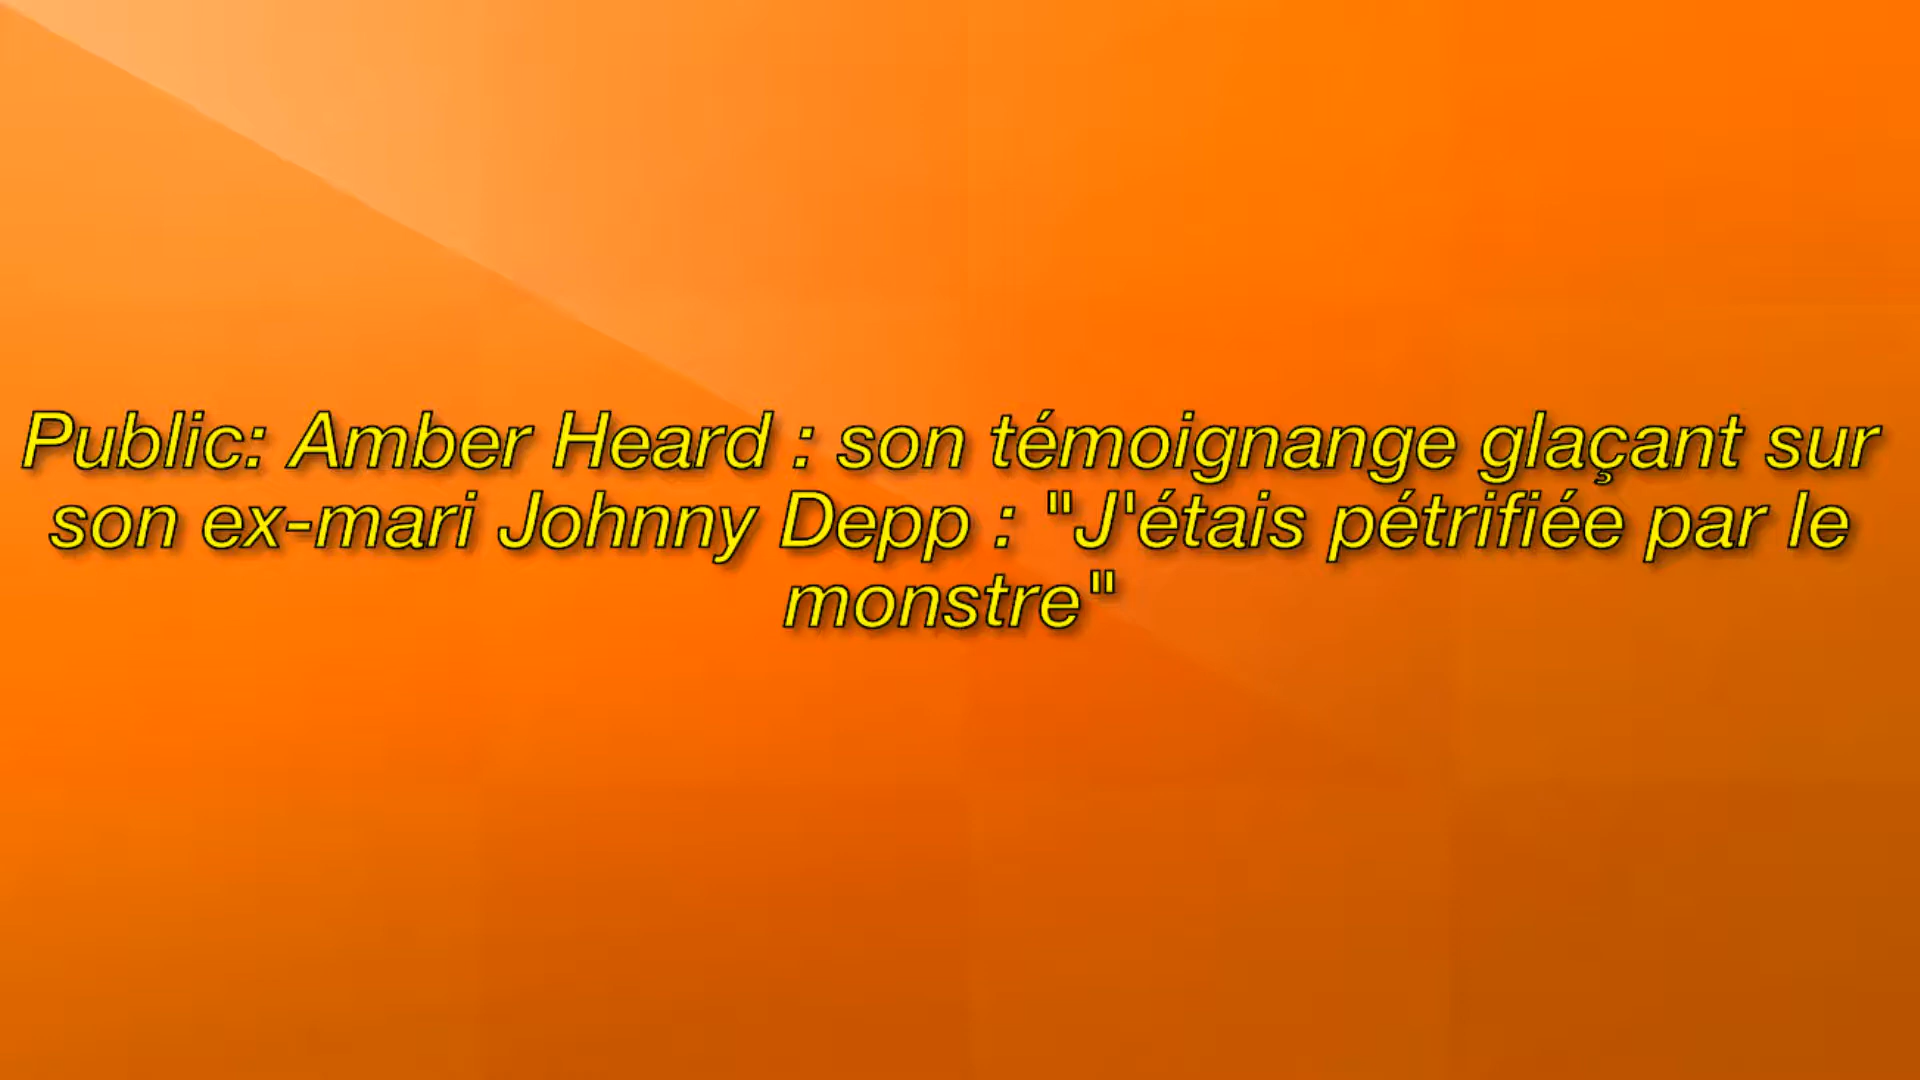 Public: Amber Heard : son témoignange glaçant sur
son ex-mari Johnny Depp : "J'étais pétrifiée par le
monstre"